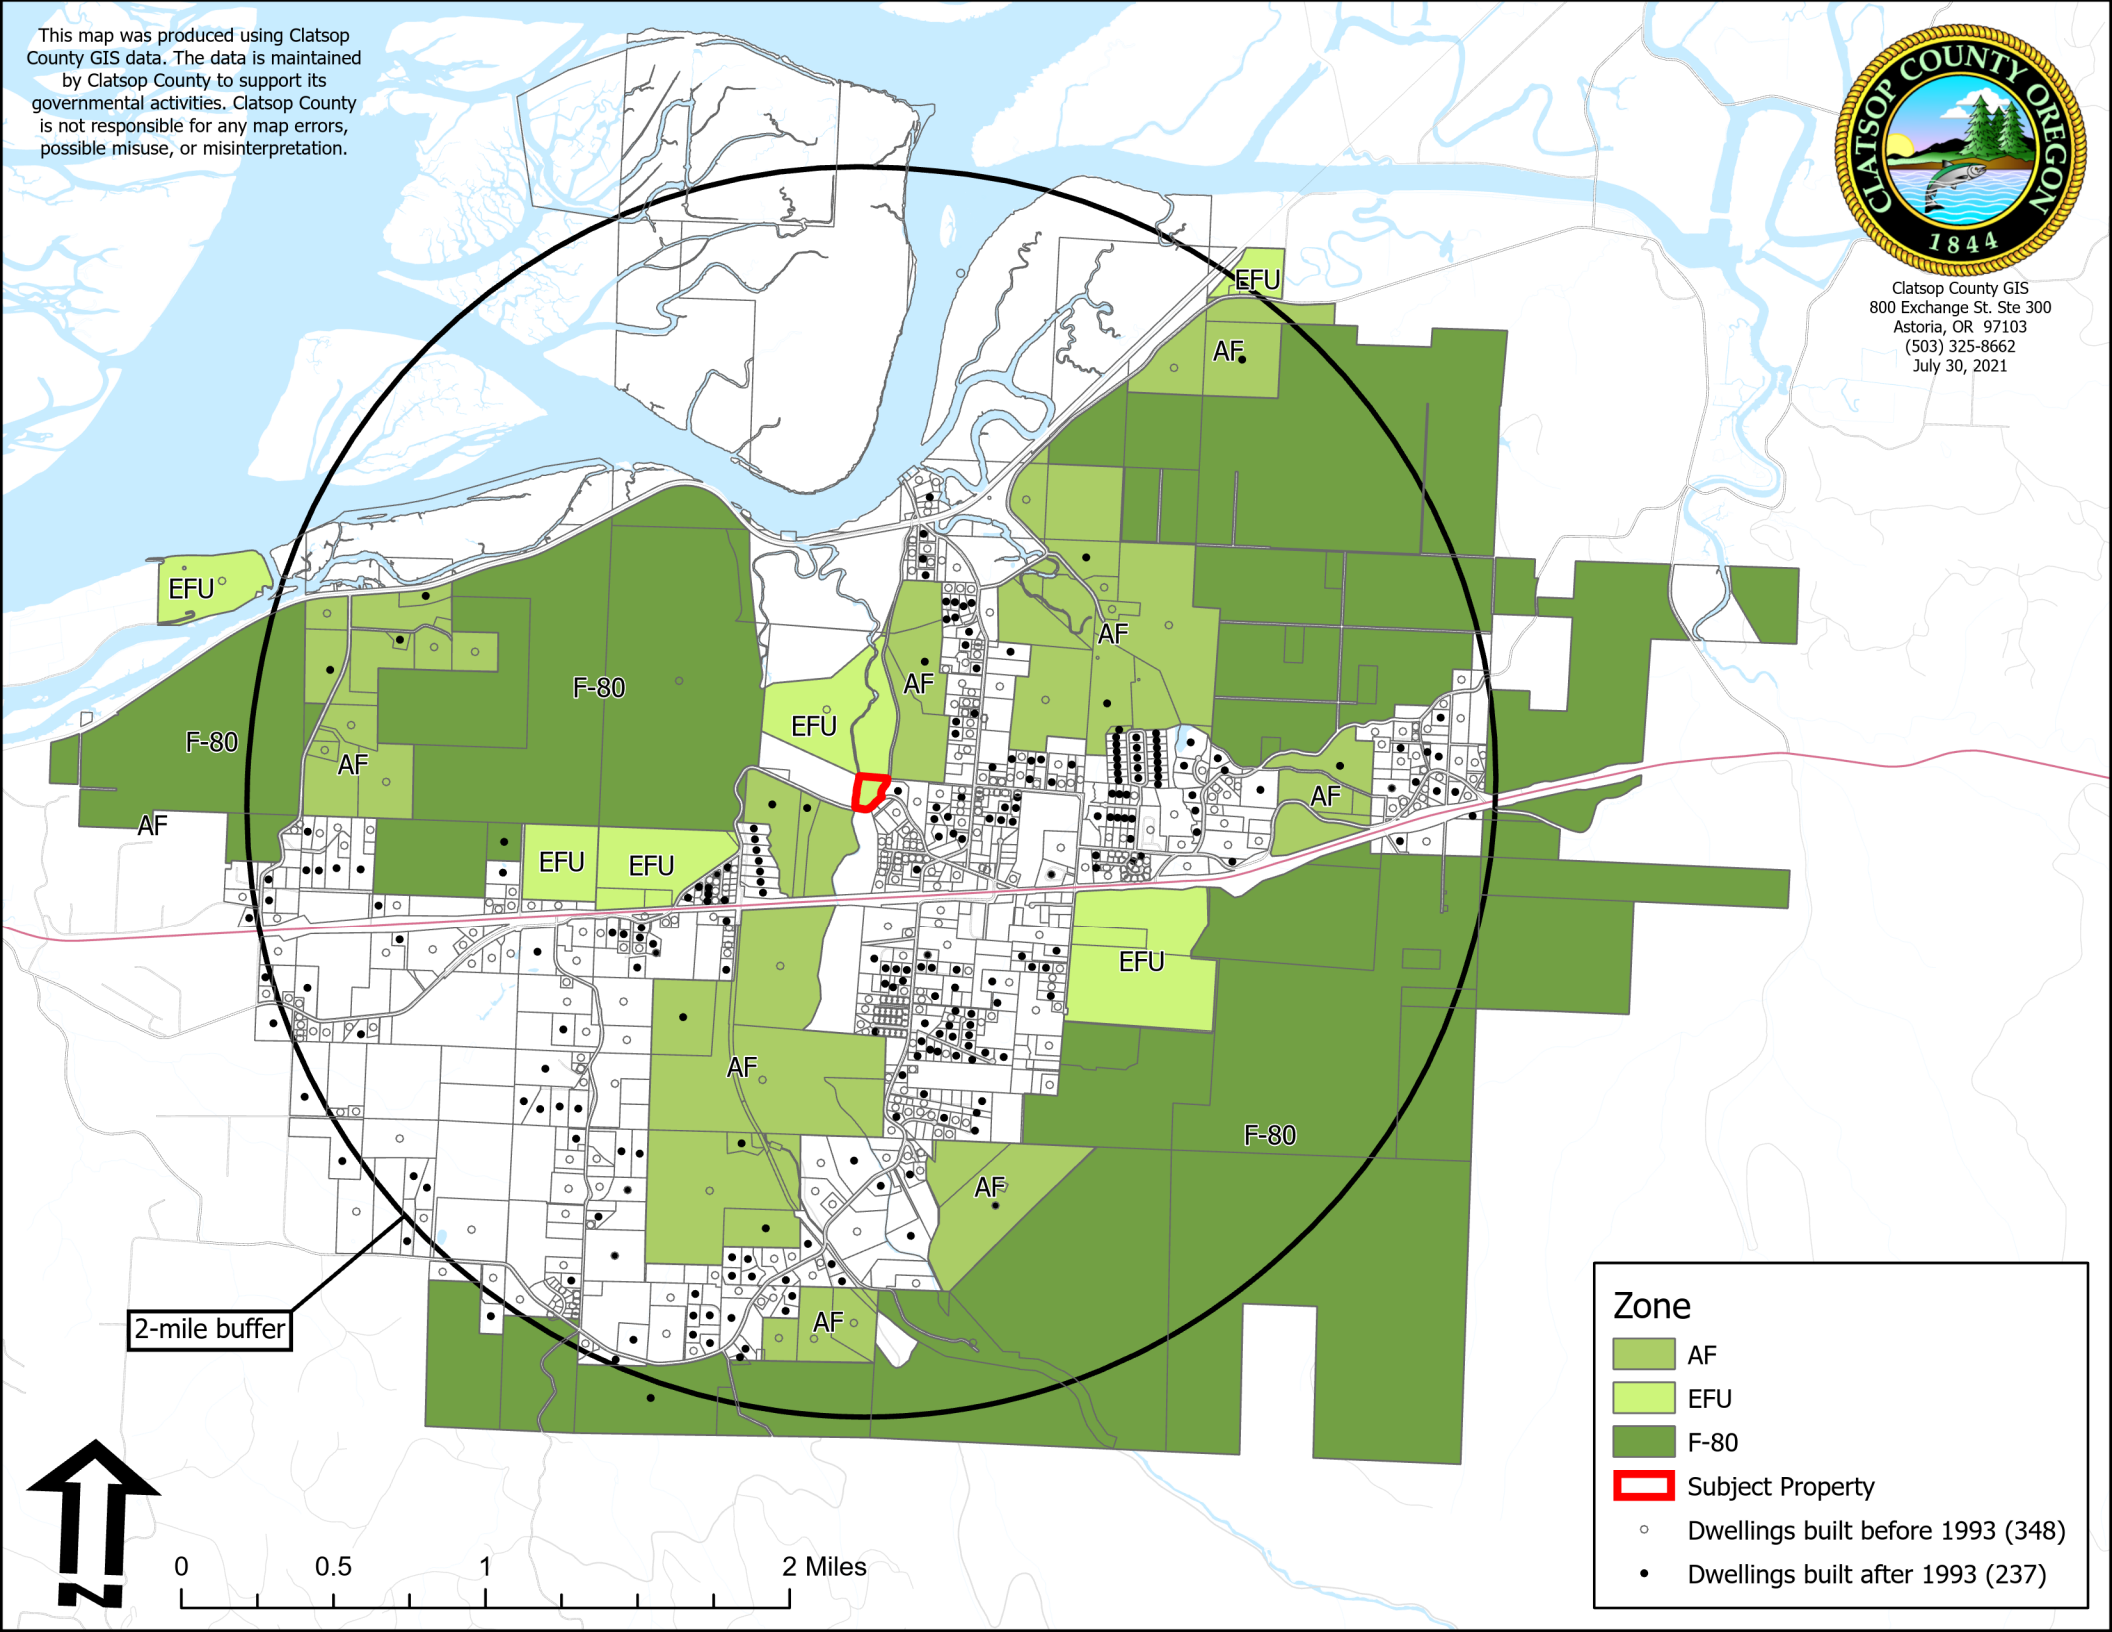 This map was produced using Clatsop
County GIS data. The data is maintained
by Clatsop County to support its
governmental activities. Clatsop County
is not responsible for any map errors,
possible misuse, or misinterpretation.
CLATSOP COUNTY OREGON
1844
Clatsop County GIS
800 Exchange St. Ste 300
Astoria, OR 97103
(503) 325-8662
July 30, 2021
EFU
AF
EFU
AF
F-80
AF
EFU
F-80
AF
AF
AF
EFU
EFU
EFU
AF
F-80
AF
AF
2-mile buffer
Zone
AF
EFU
F-80
Subject Property
Dwellings built before 1993 (348)
Dwellings built after 1993 (237)
N
0 0.5 1 2 Miles